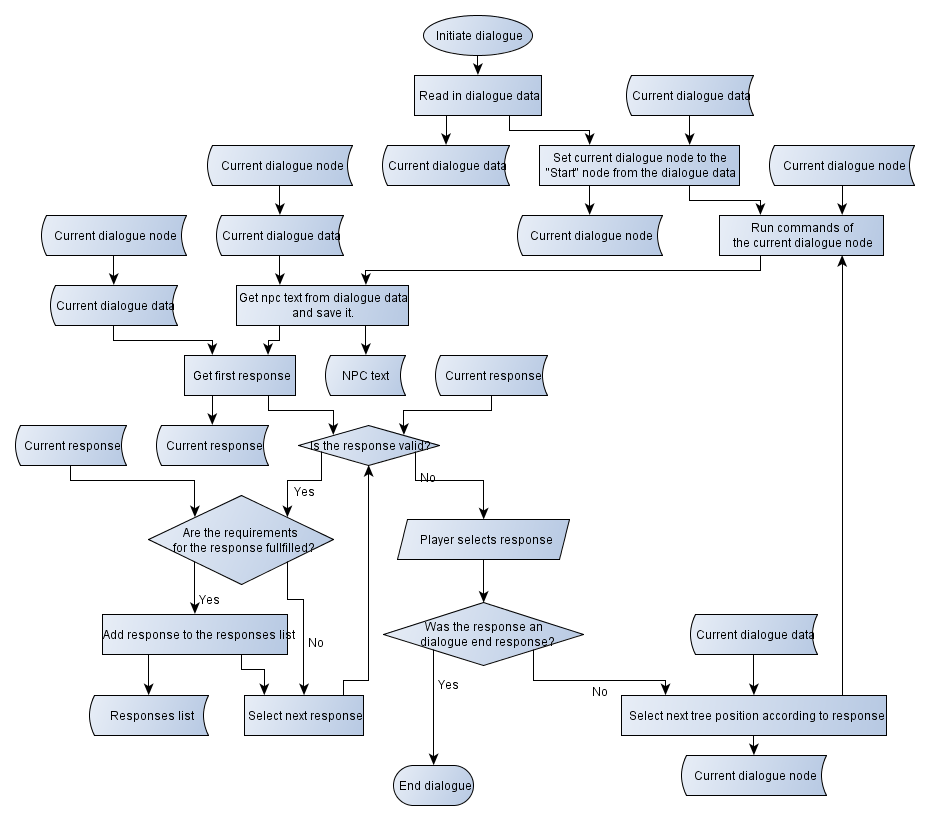 Initiate dialogue
Read in dialogue data
Current dialogue data
Current dialogue node
Current dialogue data
Set current dialogue node to the
"Start" node from the dialogue data
Current dialogue node
Current dialogue node
Current dialogue data
Current dialogue node
Run commands of
the current dialogue node
Current dialogue data
Get npc text from dialogue data
and save it.
Get first response
NPC text
Current response
Current response
Current response
Is the response valid?
Yes
No
Are the requirements
for the response fullfilled?
Player selects response
Yes
Add response to the responses list
No
Was the response an
dialogue end response?
Current dialogue data
Yes
No
Responses list
Select next response
Select next tree position according to response
End dialogue
Current dialogue node